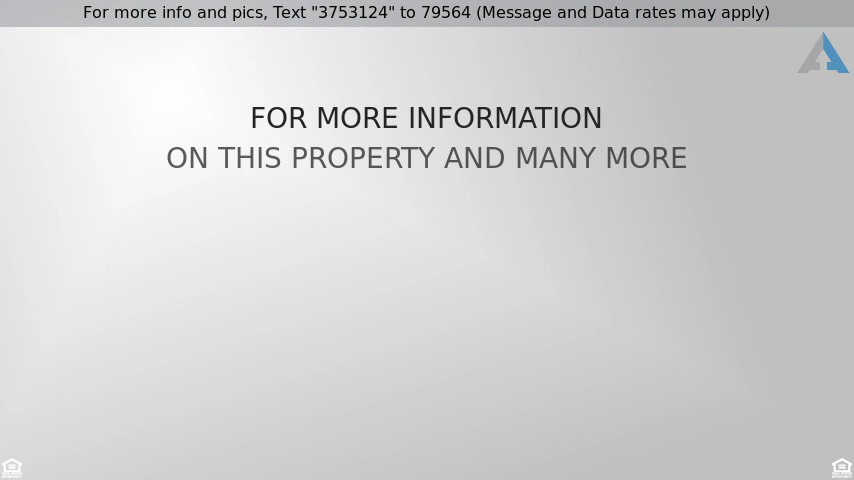 For more info and pics, Text "3753124" to 79564 (Message and Data rates may apply)
FOR MORE INFORMATION
ON THIS PROPERTY AND MANY MORE